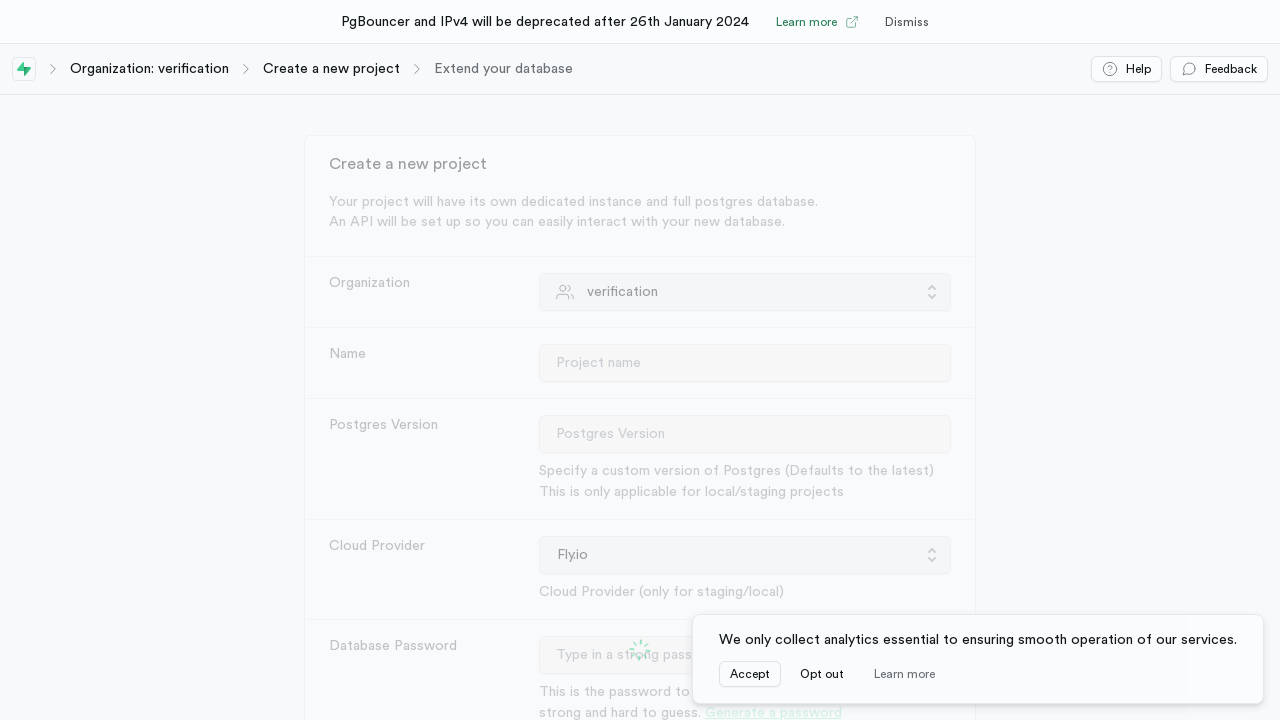 PgBouncer and IPv4 will be deprecated after 26th January 2024 Learn more Dismiss
Organization: verification Create a new project Extend your database Help Feedback
Create a new project
Your project will have its own dedicated instance and full postgres database.
An API will be set up so you can easily interact with your new database.
Organization
verification
Name
Project name
Postgres Version
Postgres Version
Specify a custom version of Postgres (Defaults to the latest)
This is only applicable for local/staging projects
Cloud Provider
Fly.io
Cloud Provider (only for staging/local)
Database Password
Type in a strong pass
This is the password to
strong and hard to guess. Generate a password
We only collect analytics essential to ensuring smooth operation of our services.
Accept Opt out Learn more